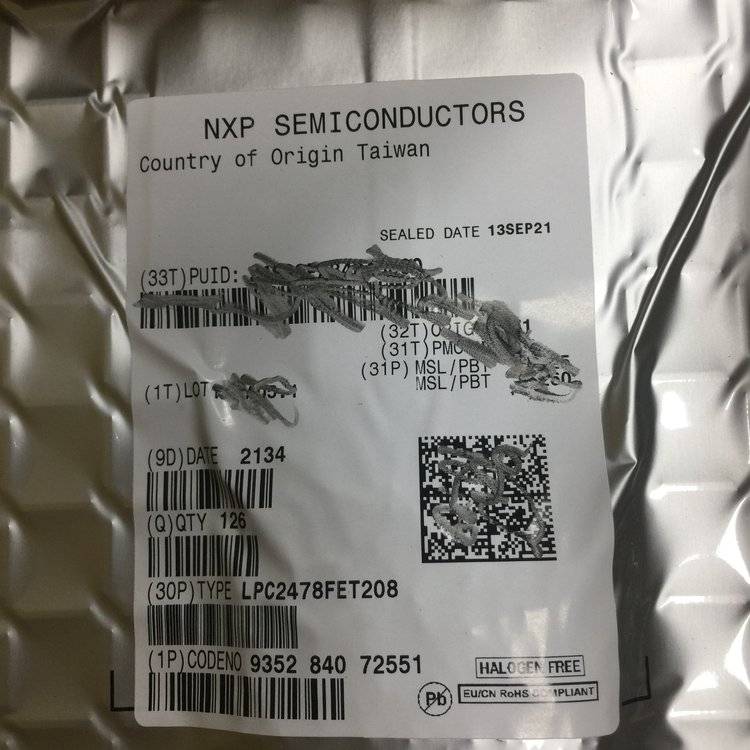 NXP SEMICONDUCTORS
Country of Origin Taiwan
SEALED DATE 13SEP21
(33T)PUID:
(32T)
(31T)
(31P) MSL/PBT
MSL/PBT
(1T)LOT
(9D)DATE 2134
(Q)QTY 126
(30P)TYPE LPC2478FET208
(1P)CODENO 9352 840 72551
HALOGEN FREE
Pb
EU/CN RoHS COMPLIANT